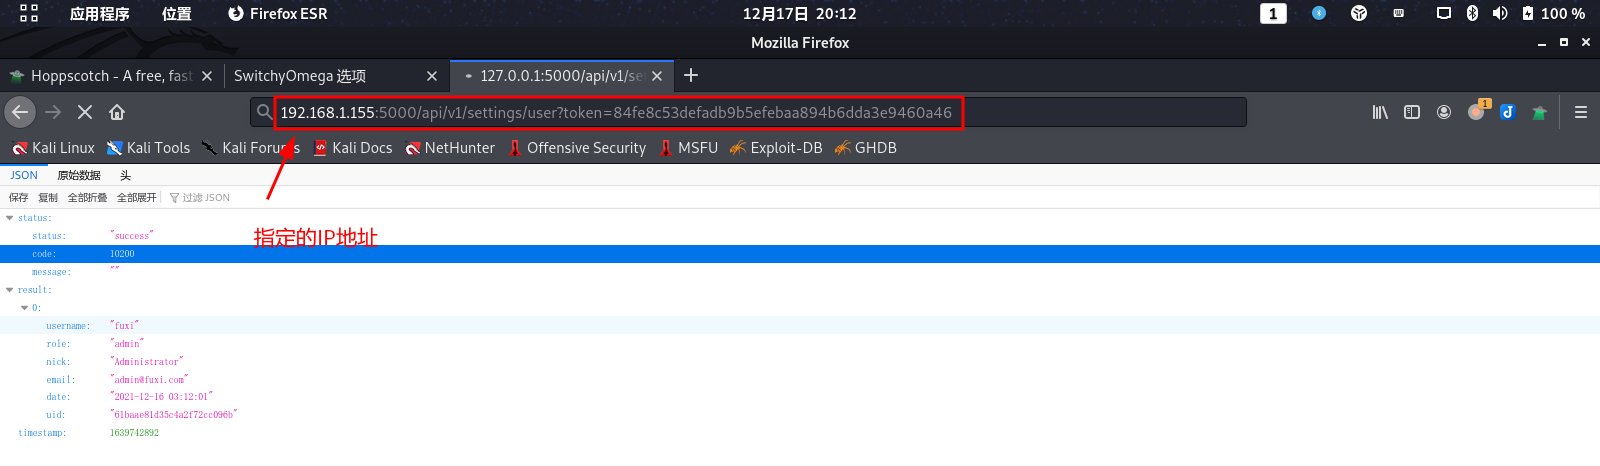 应用程序 位置 Firefox ESR 12月17日 20:12 1 100 %
Mozilla Firefox
Hoppscotch - A free, fast SwitchyOmega 选项 127.0.0.1:5000/api/v1/se
192.168.1.155:5000/api/v1/settings/user?token=84fe8c53defadb9b5efebaa894b6dda3e9460a46 1
Kali Linux Kali Tools Kali Forums Kali Docs NetHunter Offensive Security MSFU Exploit-DB GHDB
JSON 原始数据 头
保存 复制 全部折叠 全部展开 过滤 JSON
status:
status: "success"
指定的IP地址
code: 10200
message: ""
result:
0:
username: "fuxi"
role: "admin"
nick: "Administrator"
email: "admin@fuxi.com"
date: "2021-12-16 03:12:01"
uid: "61baae81d35c4a2f72cc096b"
timestamp: 1639742892